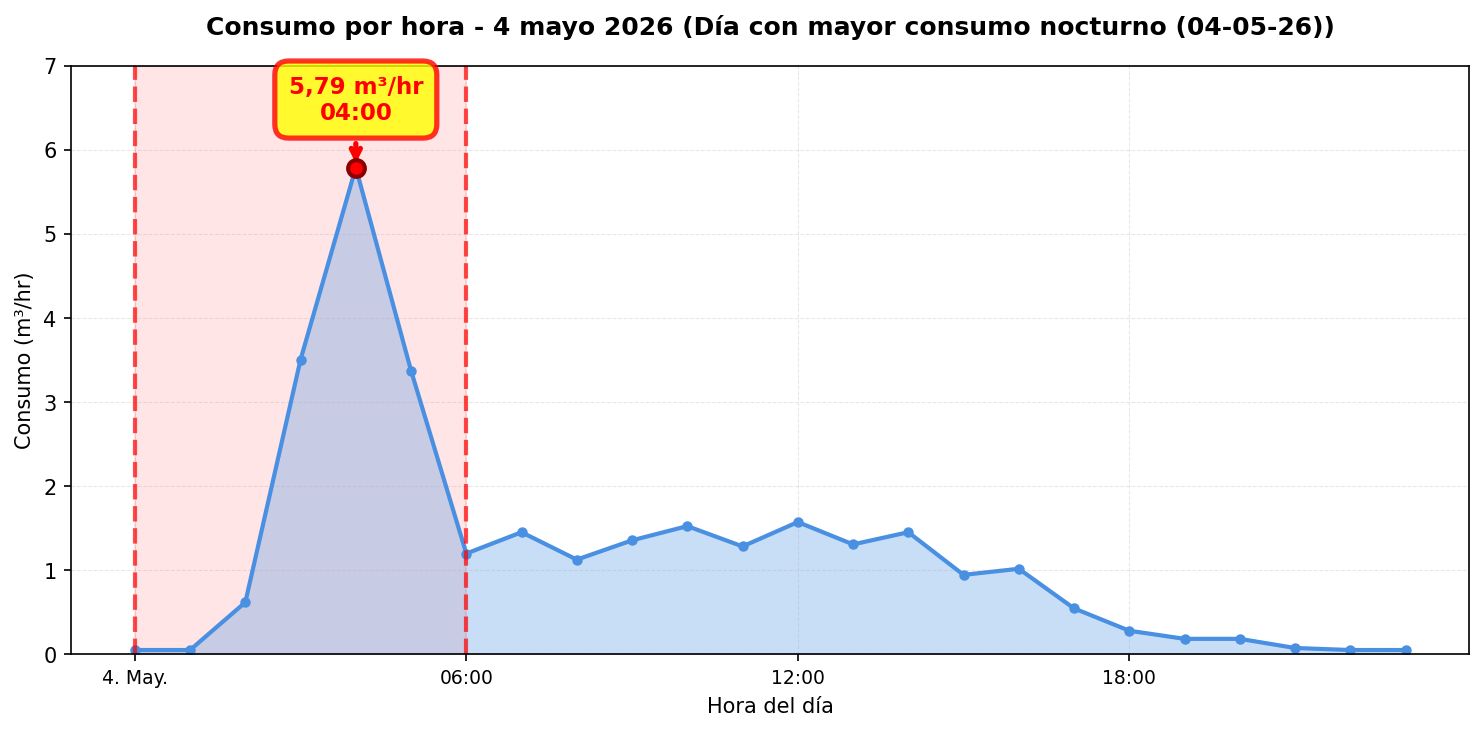 Consumo por hora - 4 mayo 2026 (Día con mayor consumo nocturno (04-05-26))
5,79 m³/hr
04:00
Consumo (m³/hr)
7
6
5
4
3
2
1
0
4. May.
06:00
12:00
18:00
Hora del día